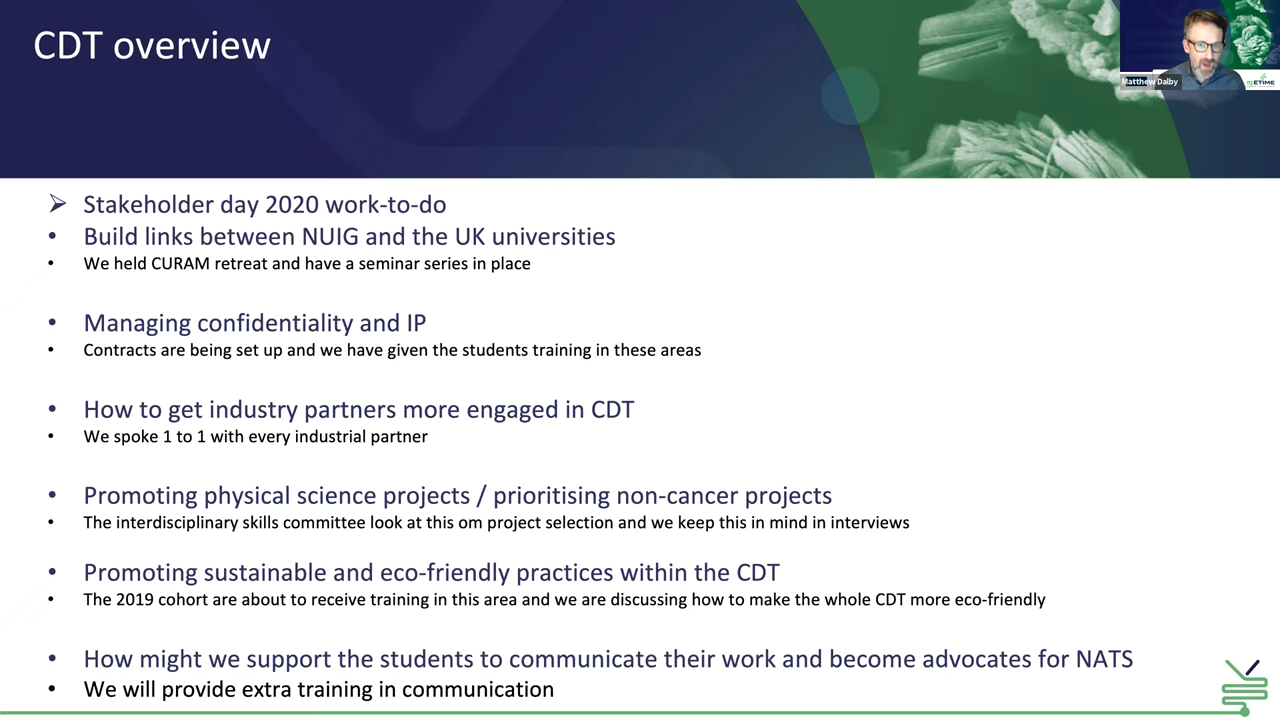 CDT overview
Matthew Dalby
ETIME
➢ Stakeholder day 2020 work-to-do
• Build links between NUIG and the UK universities
• We held CURAM retreat and have a seminar series in place
• Managing confidentiality and IP
• Contracts are being set up and we have given the students training in these areas
• How to get industry partners more engaged in CDT
• We spoke 1 to 1 with every industrial partner
• Promoting physical science projects / prioritising non-cancer projects
• The interdisciplinary skills committee look at this om project selection and we keep this in mind in interviews
• Promoting sustainable and eco-friendly practices within the CDT
• The 2019 cohort are about to receive training in this area and we are discussing how to make the whole CDT more eco-friendly
• How might we support the students to communicate their work and become advocates for NATS
• We will provide extra training in communication